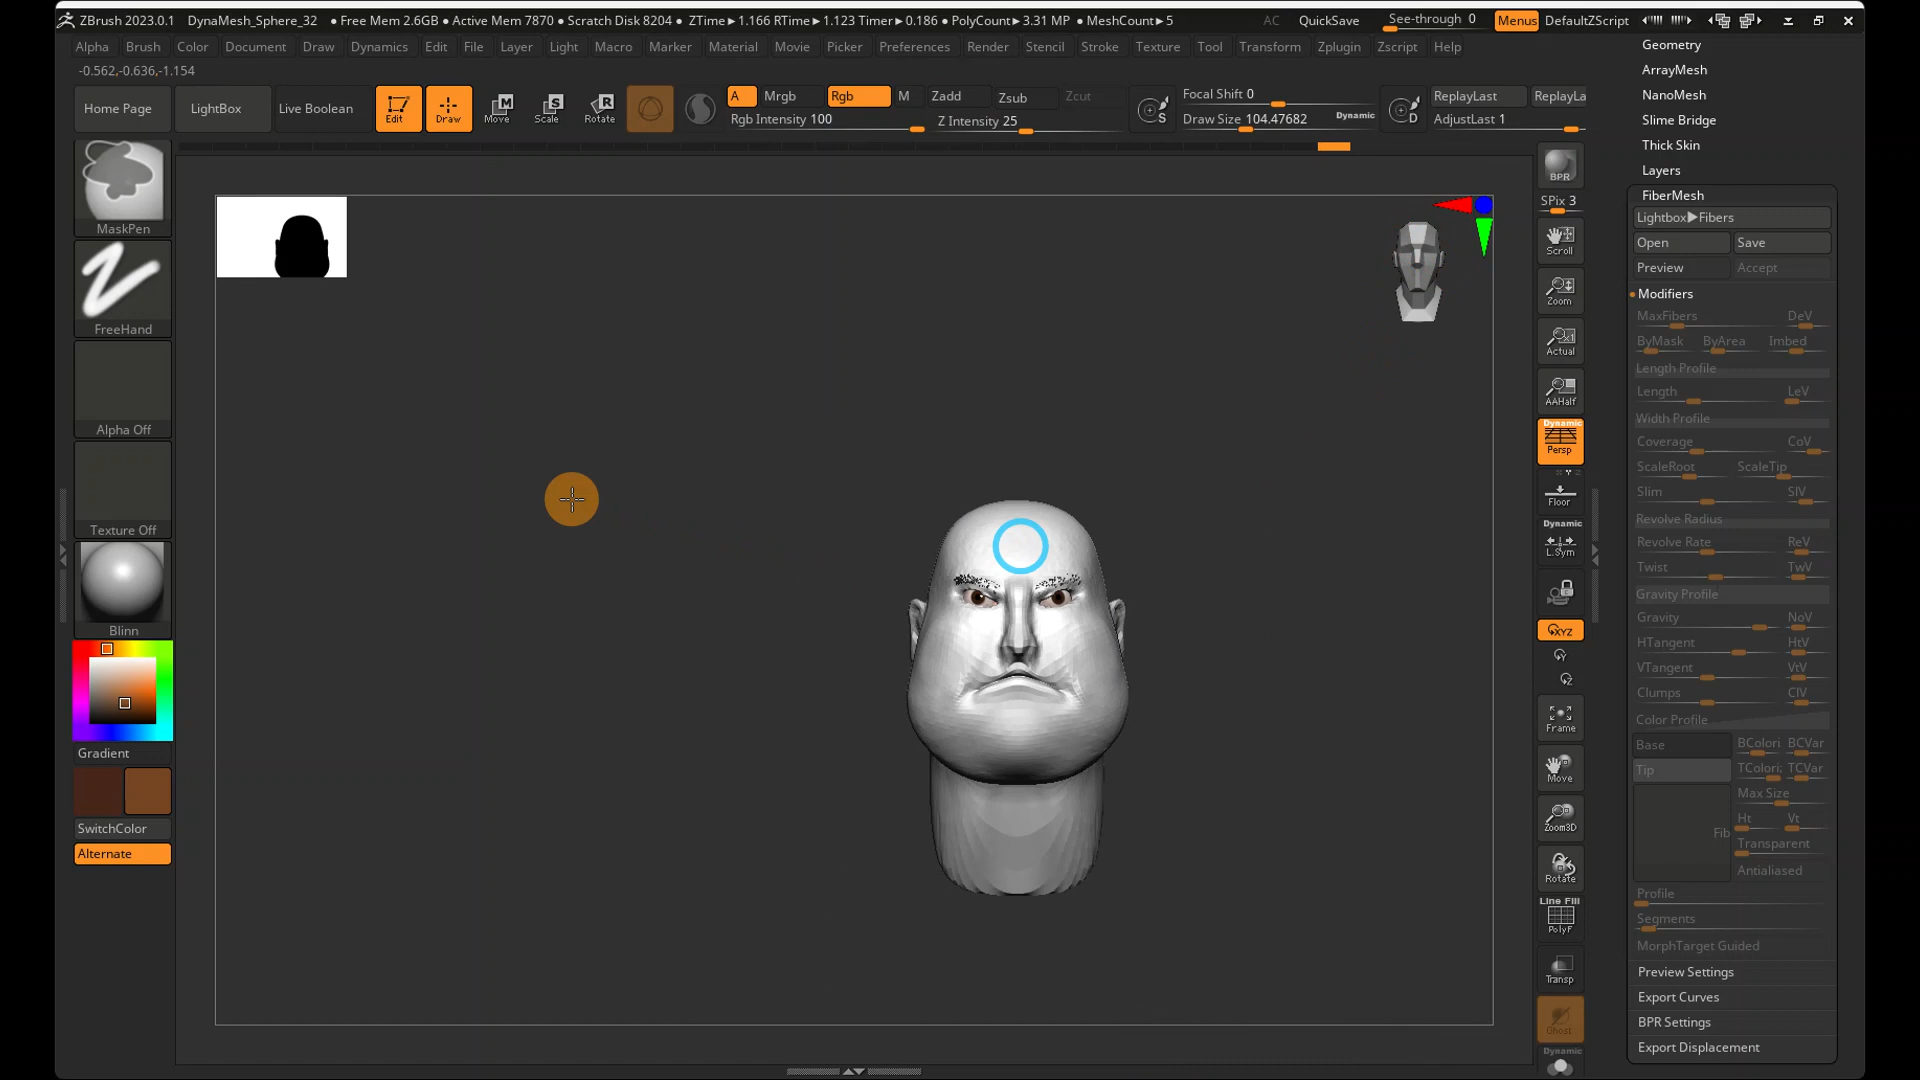 ZBrush 2023.0.1 DynaMesh_Sphere_32 ● Free Mem 2.6GB ● Active Mem 7870 ● Scratch Disk 8204 ● ZTime▸1.166 RTime▸1.123 Timer▸0.186 ● PolyCount▸3.31 MP ● MeshCount▸5 AC QuickSave See-through 0 Menus DefaultZScript
Alpha Brush Color Document Draw Dynamics Edit File Layer Light Macro Marker Material Movie Picker Preferences Render Stencil Stroke Texture Tool Transform Zplugin Zscript Help
-0.562,-0.636,-1.154
Home Page LightBox Live Boolean Edit Draw Move Scale Rotate
A Mrgb Rgb M Zadd Zsub Zcut
Rgb Intensity 100 Z Intensity 25
Focal Shift 0
Draw Size 104.47682 Dynamic
ReplayLast ReplayLa
AdjustLast 1
MaskPen
FreeHand
Alpha Off
Texture Off
Blinn
Gradient
SwitchColor
Alternate
BPR
SPix 3
Scroll
Zoom
Actual
AAHalf
Dynamic
Persp
Floor
Dynamic
L.Sym
XYZ
Y
Z
Frame
Move
Zoom3D
Rotate
Line Fill
PolyF
Transp
Ghost
Dynamic
Geometry
ArrayMesh
NanoMesh
Slime Bridge
Thick Skin
Layers
FiberMesh
Lightbox▶Fibers
Open Save
Preview Accept
Modifiers
MaxFibers DeV
ByMask ByArea Imbed
Length Profile
Length LeV
Width Profile
Coverage CoV
ScaleRoot ScaleTip
Slim SlV
Revolve Radius
Revolve Rate ReV
Twist TwV
Gravity Profile
Gravity NoV
HTangent HtV
VTangent VtV
Clumps ClV
Color Profile
Base BColori BCVar
Tip TColori: TCVar
Max Size
Ht Vt
Fib Transparent
Antialiased
Profile
Segments
MorphTarget Guided
Preview Settings
Export Curves
BPR Settings
Export Displacement